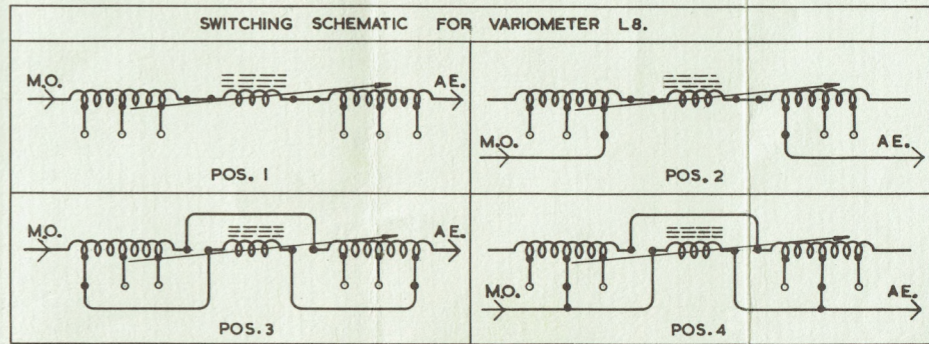 SWITCHING SCHEMATIC FOR VARIOMETER L8.
M.O. AE.
POS. 1
M.O. AE.
POS. 2
M.O. AE.
POS. 3
M.O. AE.
POS. 4